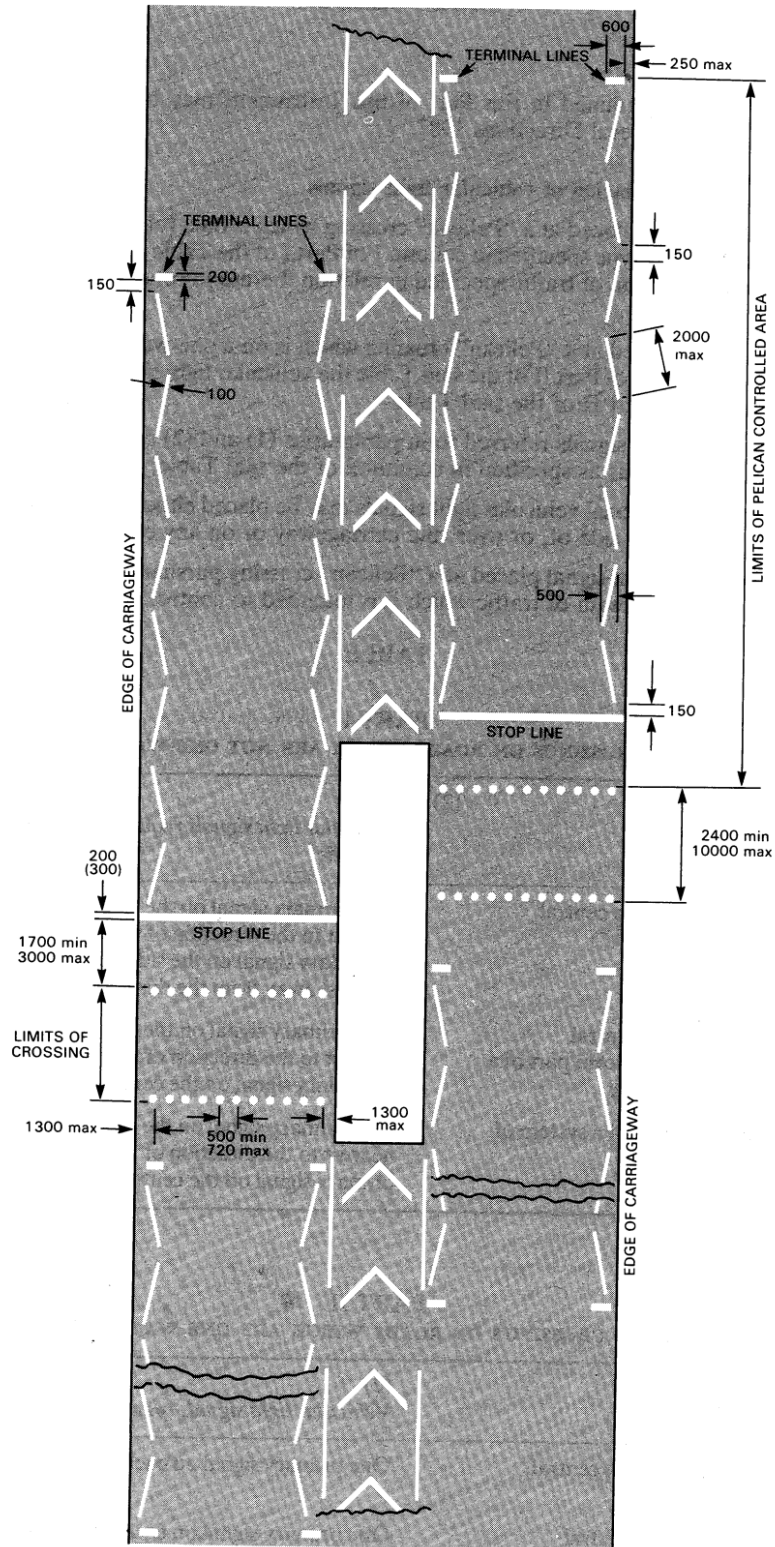 600
TERMINAL LINES
250 max
TERMINAL LINES
150
200
150
2000
max
100
LIMITS OF PELICAN CONTROLLED AREA
EDGE OF CARRIAGEWAY
500
150
STOP LINE
200
(300)
2400 min
10000 max
STOP LINE
1700 min
3000 max
LIMITS OF
CROSSING
1300 max
500 min
720 max
1300
max
EDGE OF CARRIAGEWAY